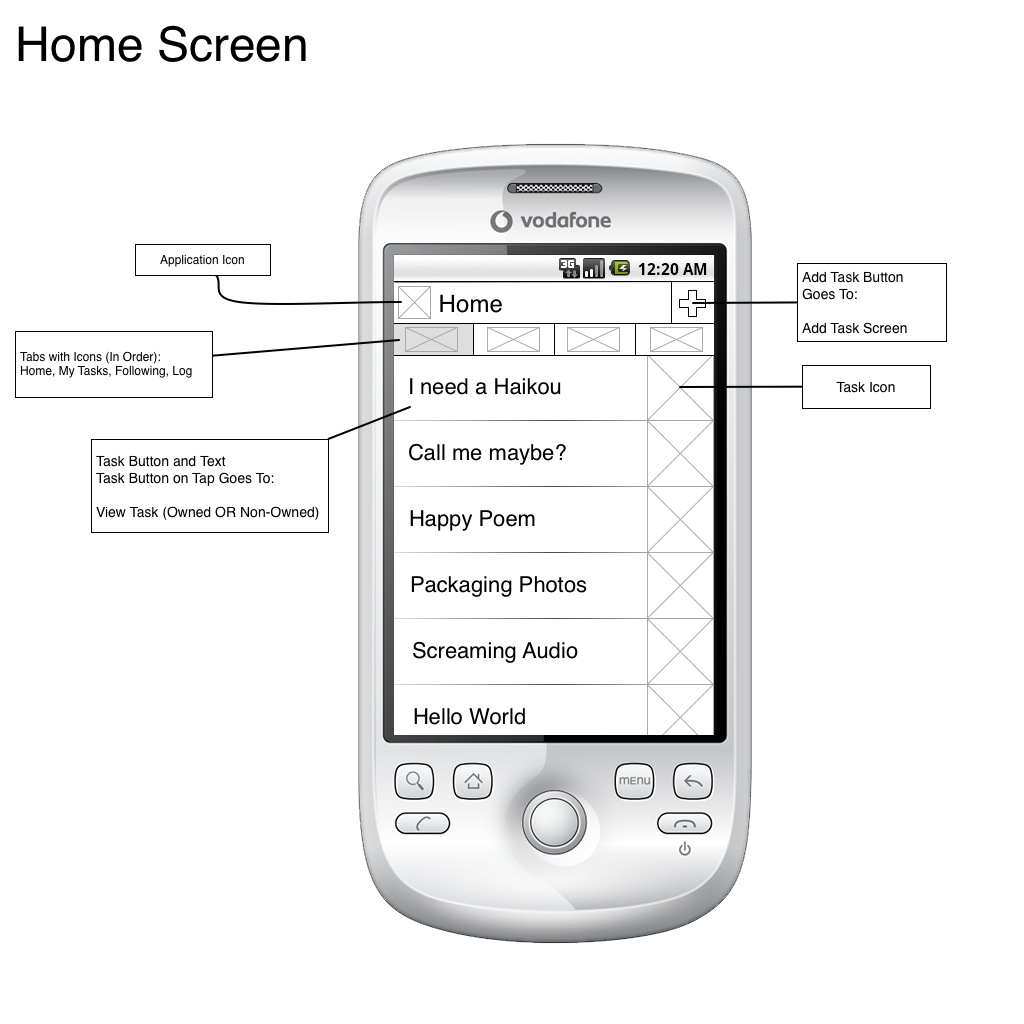 Home Screen
vodafone
3G
12:20 AM
Application Icon
Home
Add Task Button
Goes To:
Add Task Screen
Tabs with Icons (In Order):
Home, My Tasks, Following, Log
I need a Haikou
Task Icon
Call me maybe?
Task Button and Text
Task Button on Tap Goes To:
View Task (Owned OR Non-Owned)
Happy Poem
Packaging Photos
Screaming Audio
Hello World
MENU